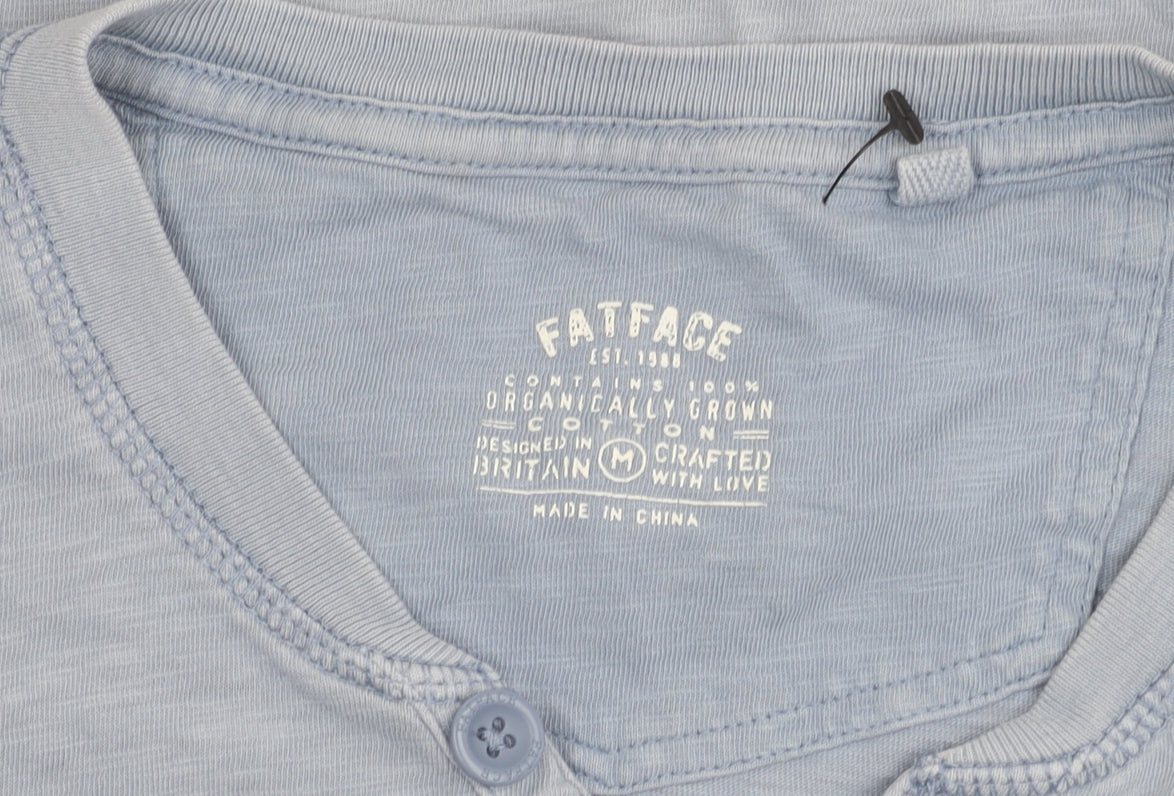 FATFACE
EST. 1988
CONTAINS 100%
ORGANICALLY GROWN
COTTON
DESIGNED IN
BRITAIN
M
CRAFTED
WITH LOVE
MADE IN CHINA